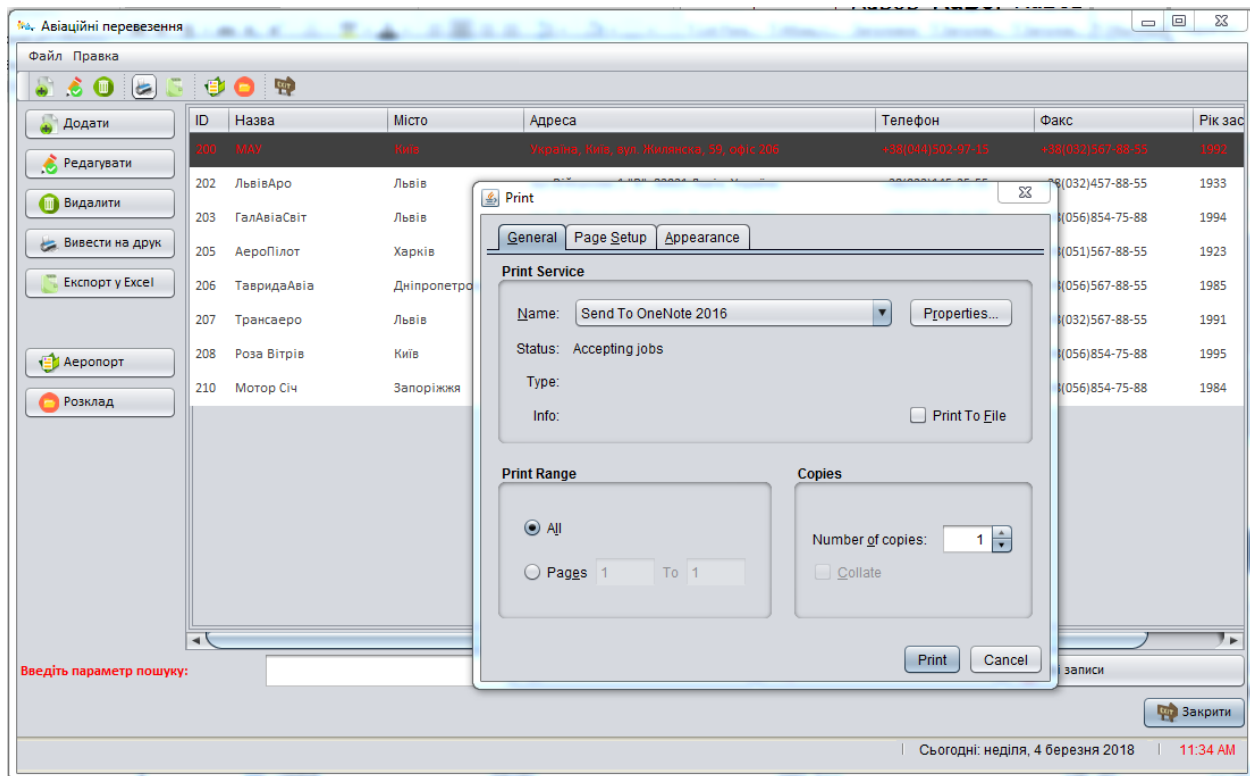 Авіаційні перевезення
Файл Правка
Додати
Редагувати
Видалити
Вивести на друк
Експорт у Excel
Аеропорт
Розклад
ID Назва Місто Адреса Телефон Факс Рік зас
200 МАУ Київ Україна, Київ, вул. Жилянска, 59, офіс 206 +38(044)502-97-15 +38(032)567-88-55 1992
202 ЛьвівАро Львів 8(032)457-88-55 1933
203 ГалАвіаСвіт Львів (056)854-75-88 1994
205 АероПілот Харків (051)567-88-55 1923
206 ТавридаАвіа Дніпропетро (056)567-88-55 1985
207 Трансаеро Львів (032)567-88-55 1991
208 Роза Вітрів Київ (056)854-75-88 1995
210 Мотор Січ Запоріжжя (056)854-75-88 1984
Print
General Page Setup Appearance
Print Service
Name: Send To OneNote 2016 Properties...
Status: Accepting jobs
Type:
Info: Print To File
Print Range Copies
All
Number of copies: 1
Pages 1 To 1 Collate
Print Cancel
Введіть параметр пошуку: записи
EXIT Закрити
Сьогодні: неділя, 4 березня 2018 11:34 AM